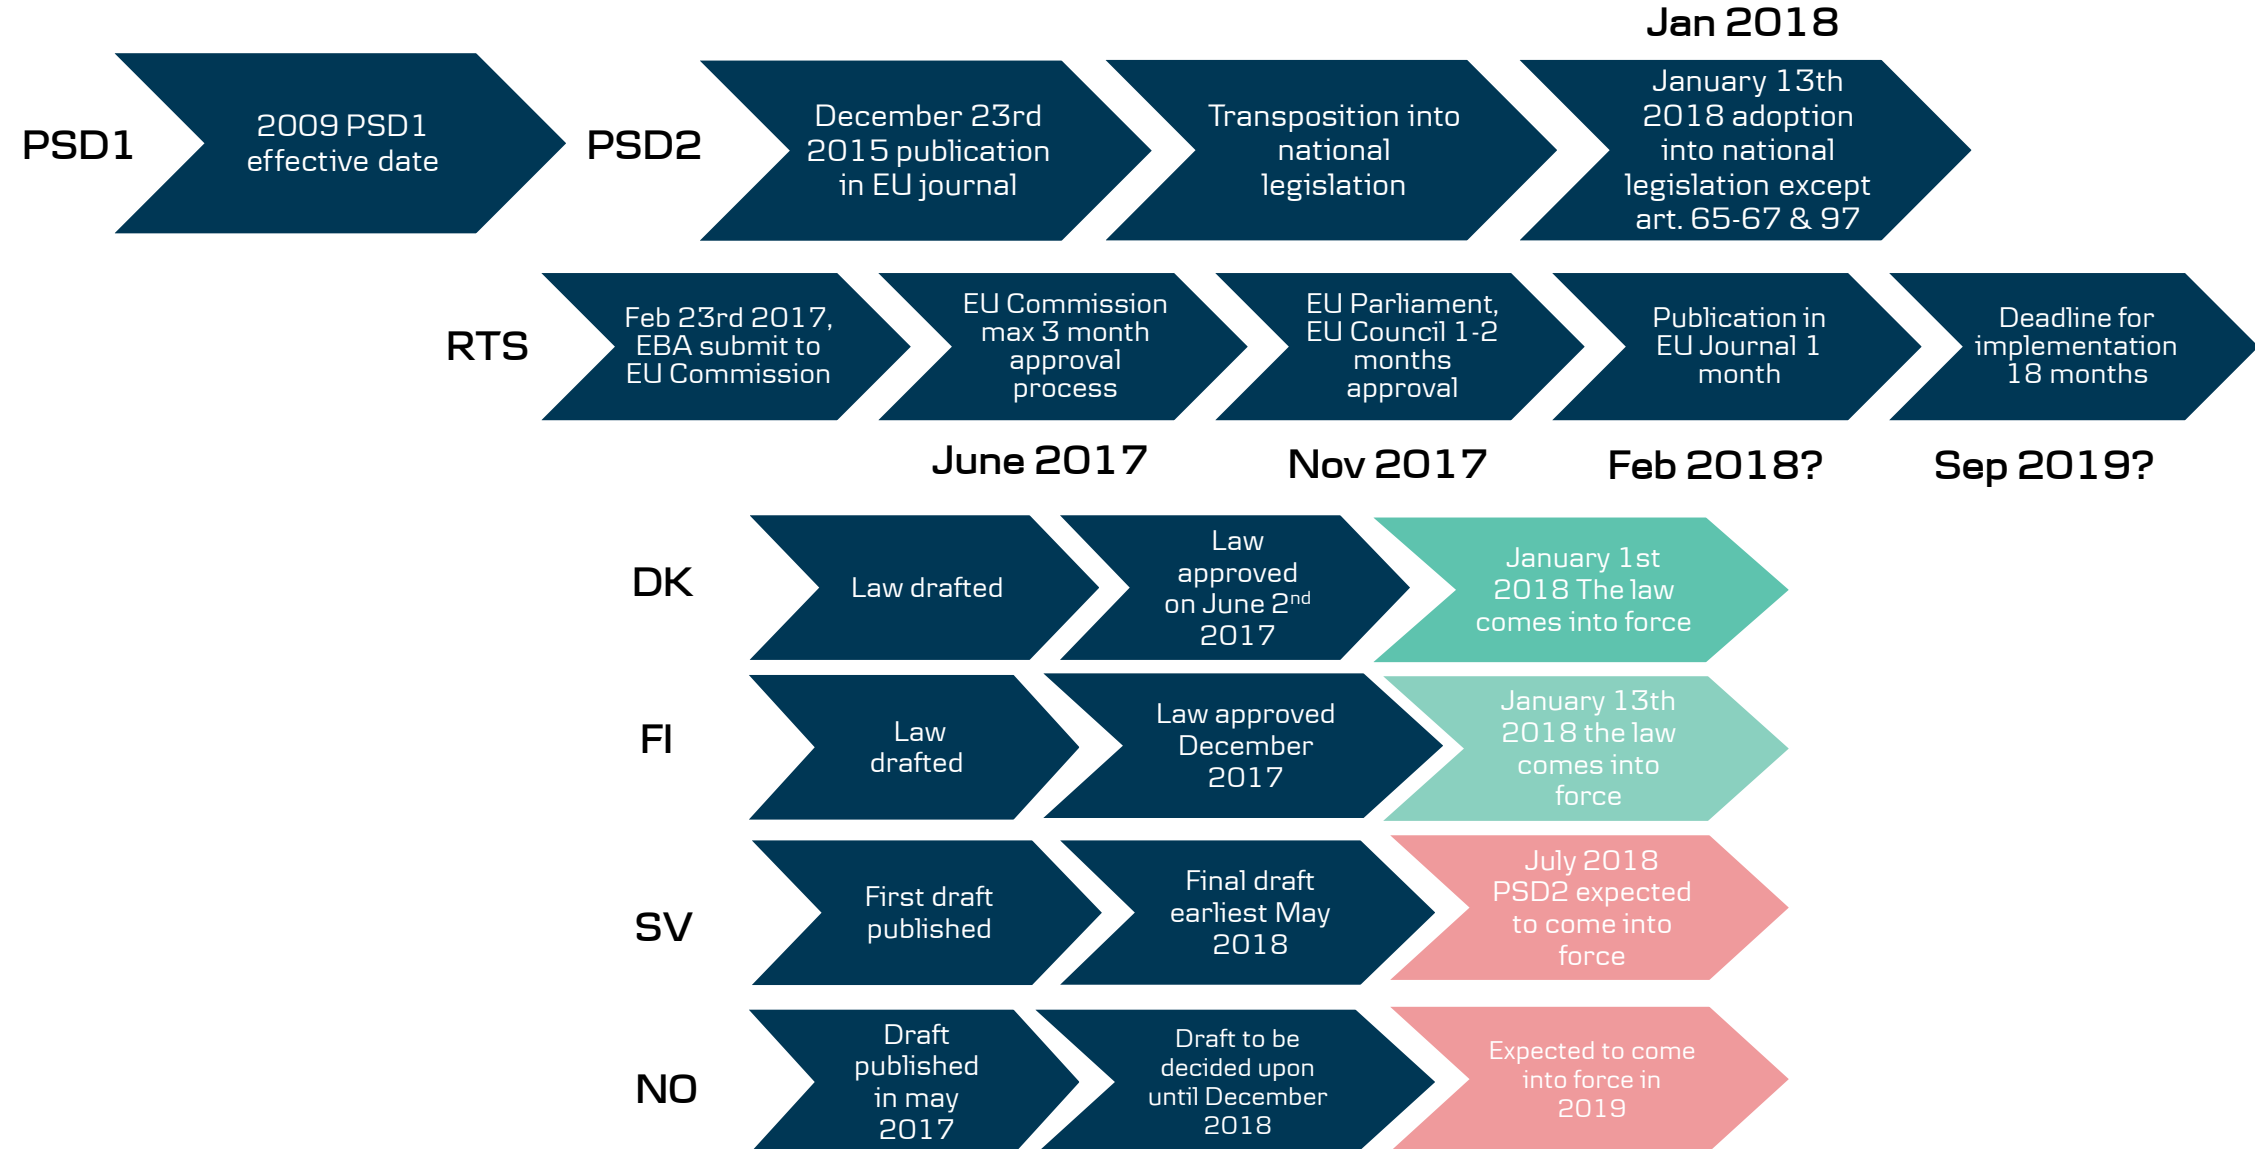 Jan 2018
PSD1
2009 PSD1
effective date
PSD2
December 23rd
2015 publication
in EU journal
Transposition into
national
legislation
January 13th
2018 adoption
into national
legislation except
art. 65-67 & 97
RTS
Feb 23rd 2017,
EBA submit to
EU Commission
EU Commission
max 3 month
approval
process
EU Parliament,
EU Council 1-2
months
approval
Publication in
EU Journal 1
month
Deadline for
implementation
18 months
June 2017
Nov 2017
Feb 2018?
Sep 2019?
DK
Law drafted
Law
approved
on June 2nd
2017
January 1st
2018 The law
comes into force
FI
Law
drafted
Law approved
December
2017
January 13th
2018 the law
comes into
force
SV
First draft
published
Final draft
earliest May
2018
July 2018
PSD2 expected
to come into
force
NO
Draft
published
in may
2017
Draft to be
decided upon
until December
2018
Expected to come
into force in
2019